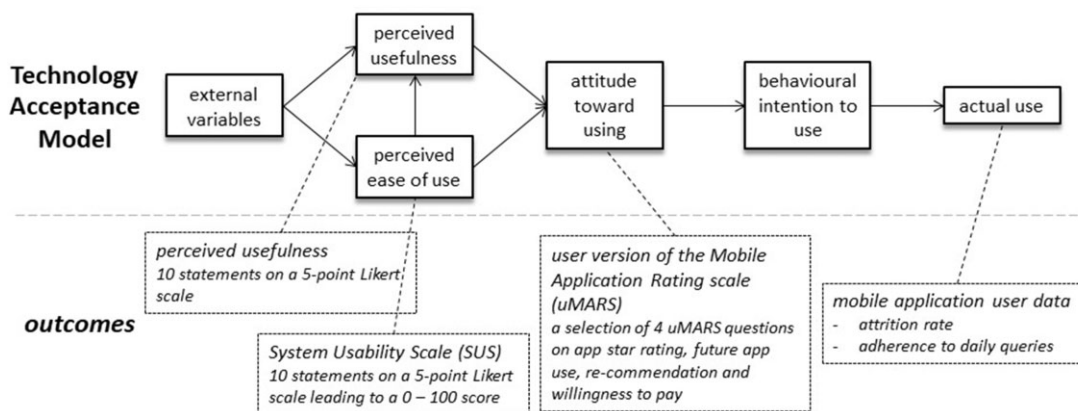 Technology
Acceptance
Model
external
variables
perceived
usefulness
perceived
ease of use
attitude
toward
using
behavioural
intention to
use
actual use
outcomes
perceived usefulness
10 statements on a 5-point Likert
scale
System Usability Scale (SUS)
10 statements on a 5-point Likert
scale leading to a 0 – 100 score
user version of the Mobile
Application Rating scale
(uMARS)
a selection of 4 uMARS questions
on app star rating, future app
use, re-commendation and
willingness to pay
mobile application user data
- attrition rate
- adherence to daily queries